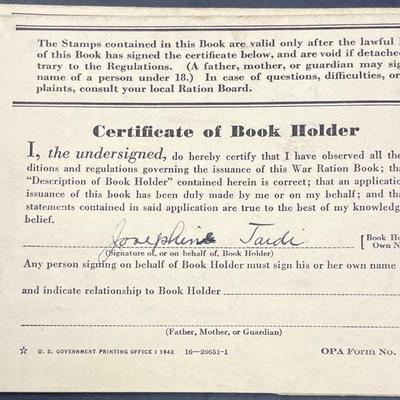 The Stamps contained in this Book are valid only after the lawful
of this Book has signed the certificate below, and are void if detached
trary to the Regulations. (A father, mother, or guardian may sign
name of a person under 18.) In case of questions, difficulties, or
plaints, consult your local Ration Board.
Certificate of Book Holder
I, the undersigned, do hereby certify that I have observed all the
ditions and regulations governing the issuance of this War Ration Book; tha
"Description of Book Holder" contained herein is correct; that an application
issuance of this book has been duly made by me or on my behalf; and tha
statements contained in said application are true to the best of my knowledg
belief.
Josephine Tardi
[Book Ho
Own N
(Signature of, or on behalf of, Book Holder)
Any person signing on behalf of Book Holder must sign his or her own name
and indicate relationship to Book Holder
(Father, Mother, or Guardian)
☆ U. S. GOVERNMENT PRINTING OFFICE : 1942 16—26651-1 OPA Form No.